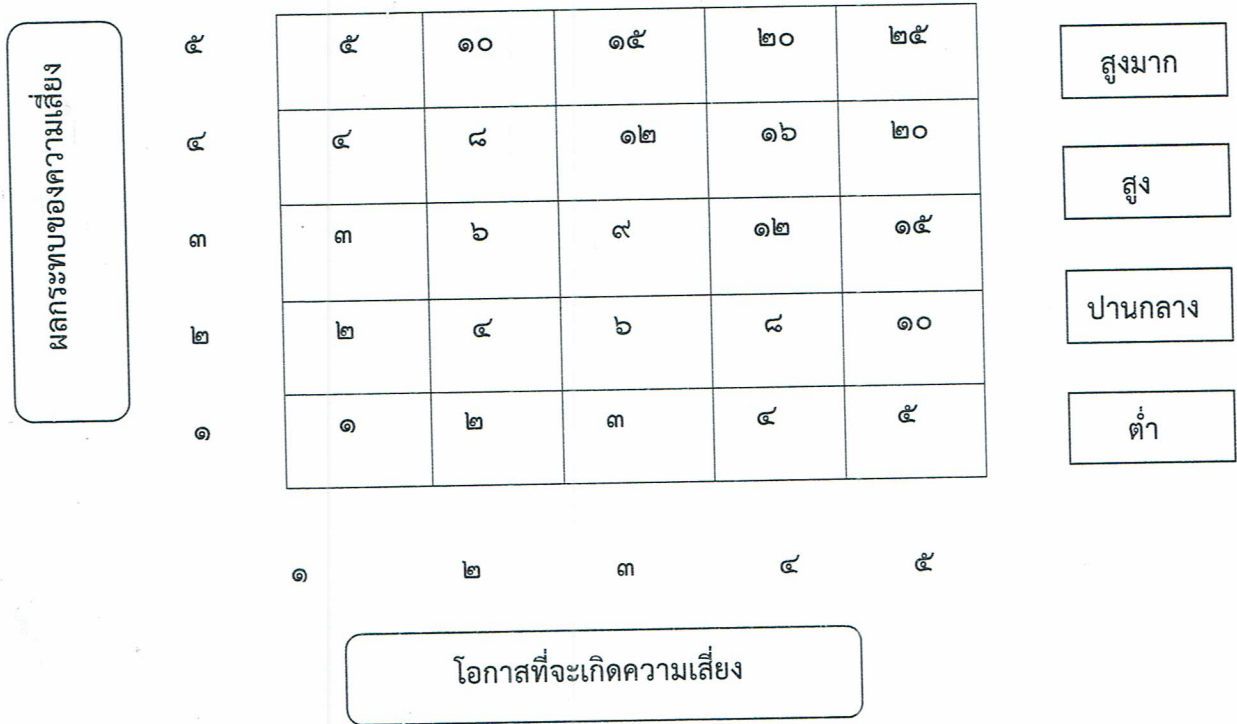 ผลกระทบของความเสี่ยง
๕ ๕ ๑๐ ๑๕ ๒๐ ๒๕
๔ ๔ ๘ ๑๒ ๑๖ ๒๐
๓ ๓ ๖ ๙ ๑๒ ๑๕
๒ ๒ ๔ ๖ ๘ ๑๐
๑ ๑ ๒ ๓ ๔ ๕
๑ ๒ ๓ ๔ ๕
โอกาสที่จะเกิดความเสี่ยง
สูงมาก
สูง
ปานกลาง
ต่ำ